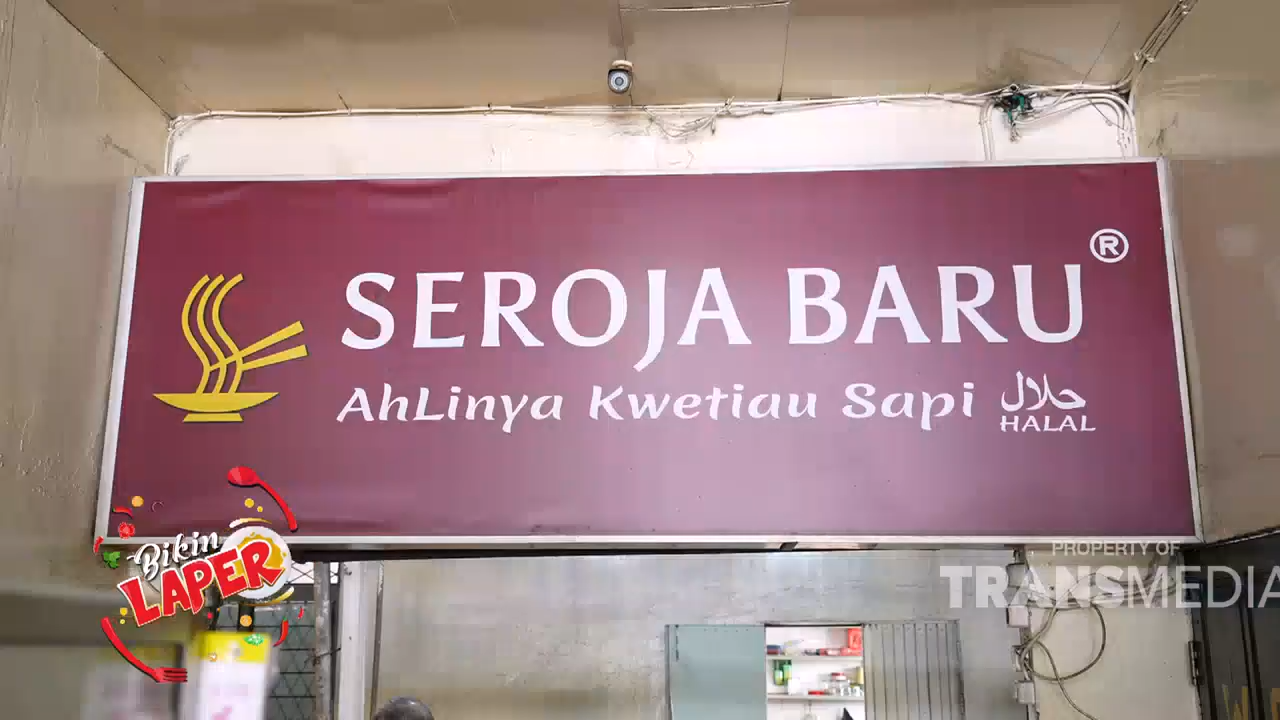 SEROJA BARU ®
AhLinya Kwetiau Sapi
حلال
HALAL
Bikin
LAPER
PROPERTY OF
TRANSMEDIA